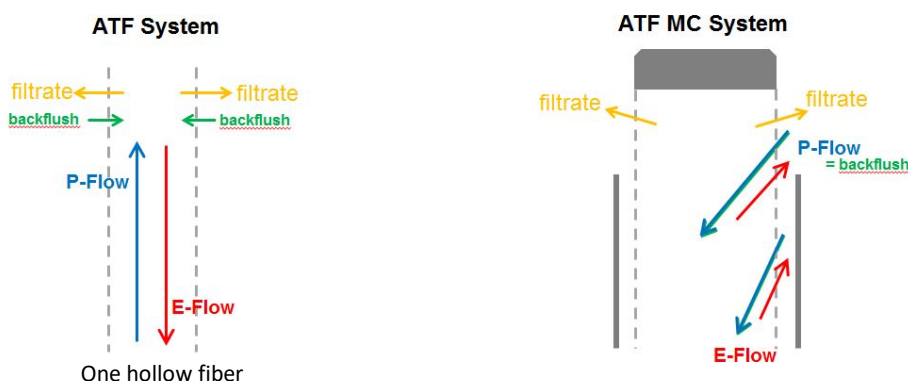 ATF System
filtrate
filtrate
backflush
backflush
P-Flow
E-Flow
One hollow fiber
ATF MC System
filtrate
filtrate
P-Flow
= backflush
E-Flow